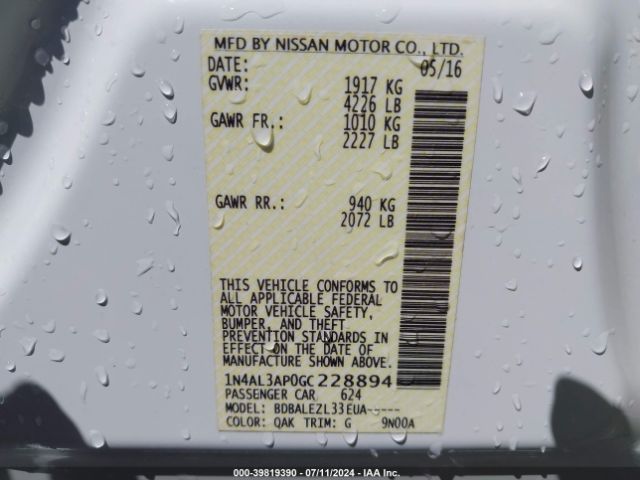 MFD BY NISSAN MOTOR CO., LTD.
DATE: 05/16
GVWR: 1917 KG
4226 LB
GAWR FR.: 1010 KG
2227 LB
GAWR RR.: 940 KG
2072 LB
THIS VEHICLE CONFORMS TO
ALL APPLICABLE FEDERAL
MOTOR VEHICLE SAFETY,
BUMPER, AND THEFT
PREVENTION STANDARDS IN
EFFECT ON THE DATE OF
MANUFACTURE SHOWN ABOVE.
1N4AL3AP0GC228894
PASSENGER CAR 624
MODEL: BDBALEZL33EUA-----
COLOR: QAK TRIM: G 9N00A
000-39819390 - 07/11/2024 - IAA Inc.